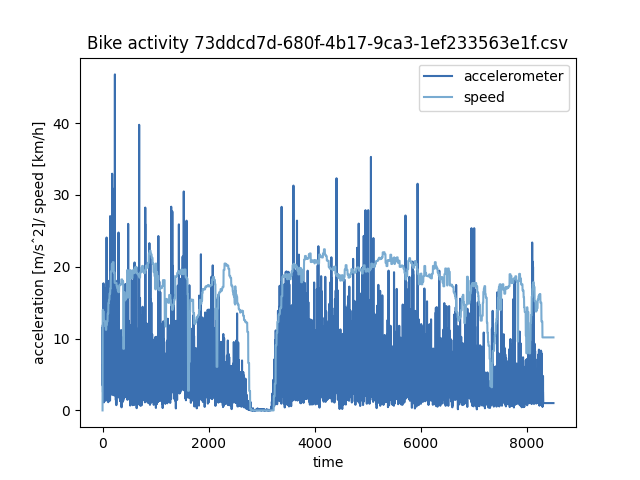 Bike activity 73ddcd7d-680f-4b17-9ca3-1ef233563e1f.csv
accelerometer
speed
acceleration [m/s^2]/ speed [km/h]
40
30
20
10
0
0 2000 4000 6000 8000
time